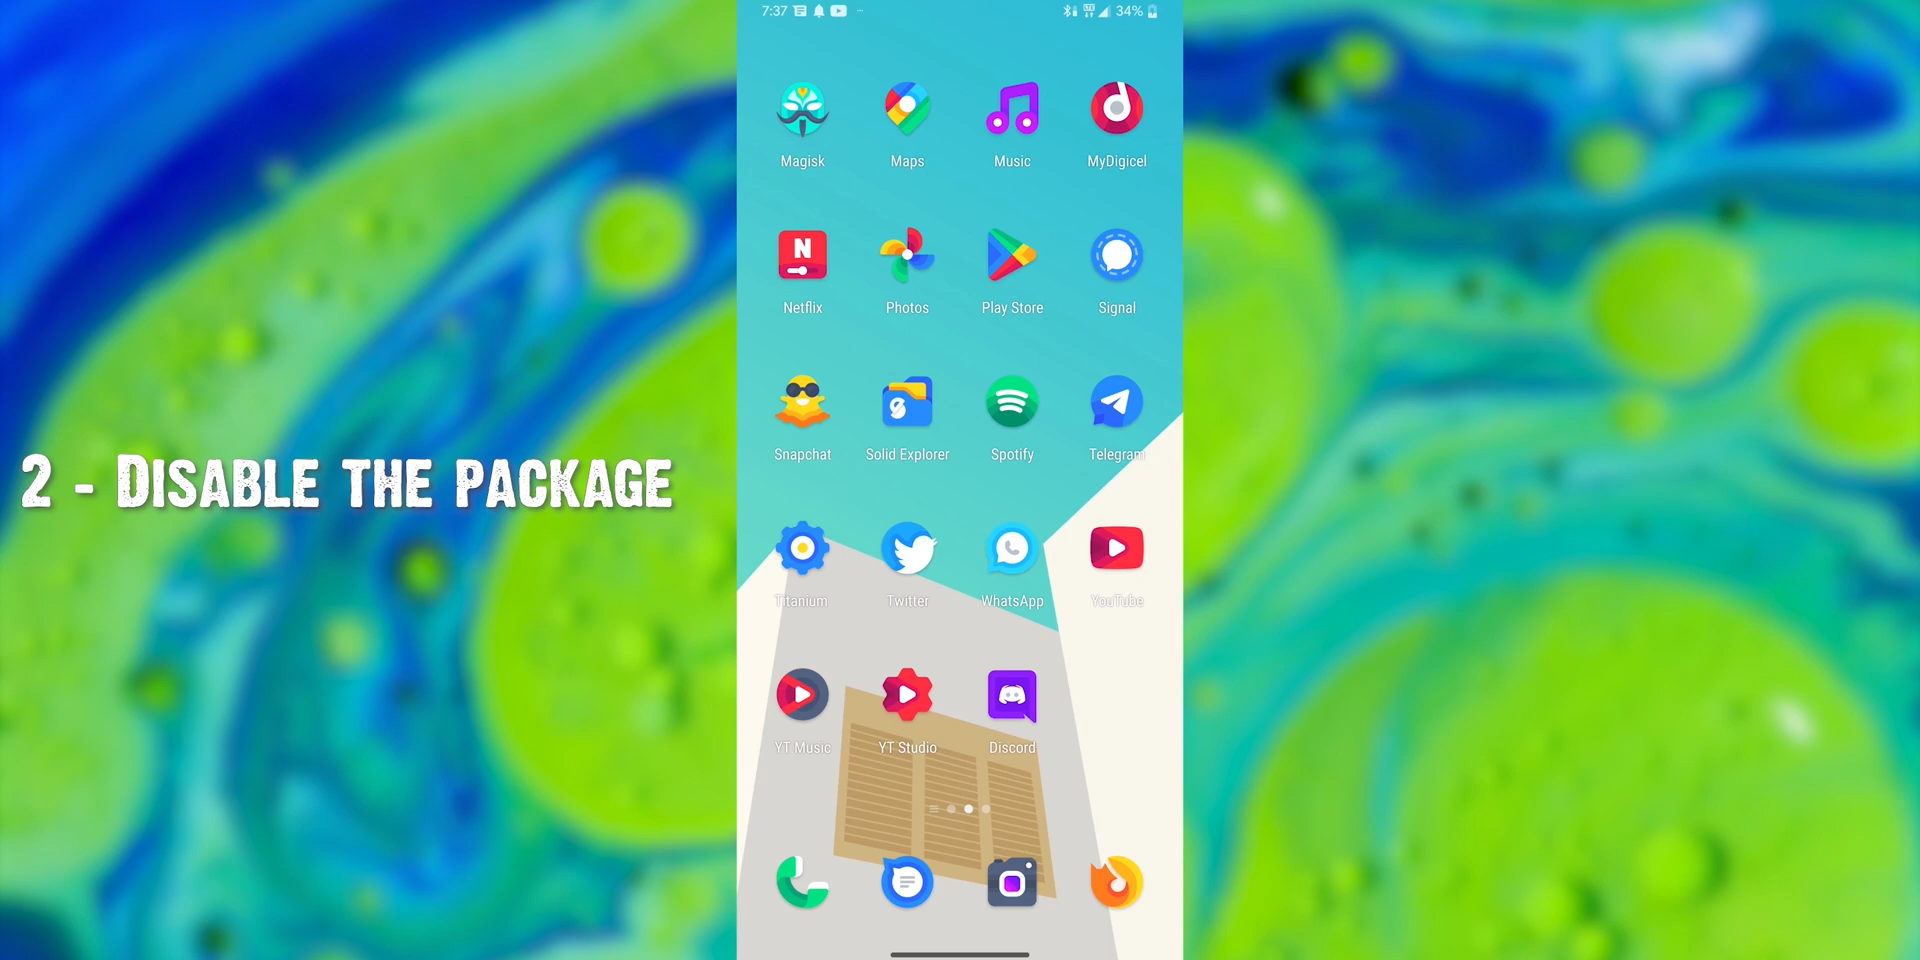 7:37
34%
Magisk Maps Music MyDigicel
N
Netflix Photos Play Store Signal
Snapchat Solid Explorer Spotify Telegram
2 - Disable the package
Titanium Twitter WhatsApp YouTube
YT Music YT Studio Discord